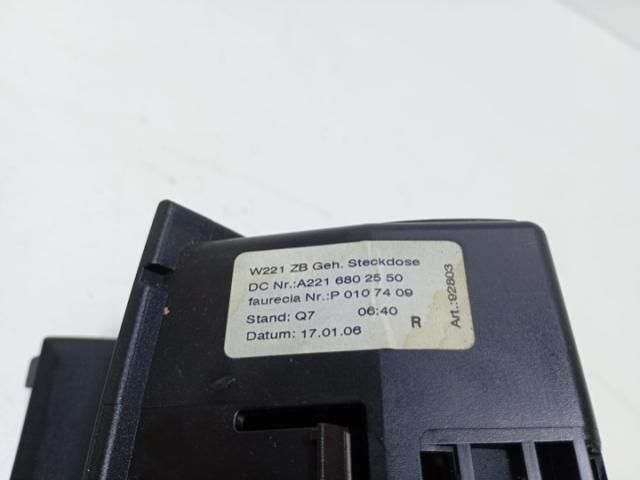 W221 ZB Geh. Steckdose
DC Nr.:A221 680 25 50
faurecia Nr.:P 010 74 09
Stand: Q7 06:40 R
Datum: 17.01.06
Art.:92803